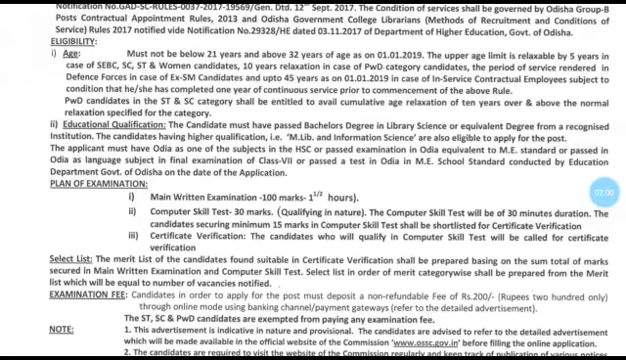 Notification No.GAD-SC-RULES-0037-2017-19569/Gen. Dtd. 12th Sept. 2017. The Condition of services shall be governed by Odisha Group-B
Posts Contractual Appointment Rules, 2013 and Odisha Government College Librarians (Methods of Recruitment and Conditions of
Service) Rules 2017 notified vide Notification No.29328/HE dated 03.11.2017 of Department of Higher Education, Govt. of Odisha.
ELIGIBILITY:
i) Age: Must not be below 21 years and above 32 years of age as on 01.01.2019. The upper age limit is relaxable by 5 years in
case of SEBC, SC, ST & Women candidates, 10 years relaxation in case of PwD category candidates, the period of service rendered in
Defence Forces in case of Ex-SM Candidates and upto 45 years as on 01.01.2019 in case of In-Service Contractual Employees subject to
condition that he/she has completed one year of continuous service prior to commencement of the above Rule.
PwD candidates in the ST & SC category shall be entitled to avail cumulative age relaxation of ten years over & above the normal
relaxation specified for the category.
ii) Educational Qualification: The Candidate must have passed Bachelors Degree in Library Science or equivalent Degree from a recognised
Institution. The candidates having higher qualification, i.e. 'M.Lib. and Information Science' are also eligible to apply for the post.
The applicant must have Odia as one of the subjects in the HSC or passed examination in Odia equivalent to M.E. standard or passed in
Odia as language subject in final examination of Class-VII or passed a test in Odia in M.E. School Standard conducted by Education
Department Govt. of Odisha on the date of the Application.
PLAN OF EXAMINATION:
02:00
i) Main Written Examination -100 marks- 1 1/2 hours).
ii) Computer Skill Test- 30 marks. (Qualifying in nature). The Computer Skill Test will be of 30 minutes duration. The
candidates securing minimum 15 marks in Computer Skill Test shall be shortlisted for Certificate Verification
iii) Certificate Verification: The candidates who will qualify in Computer Skill Test will be called for certificate
verification
Select List: The merit List of the candidates found suitable in Certificate Verification shall be prepared basing on the sum total of marks
secured in Main Written Examination and Computer Skill Test. Select list in order of merit categorywise shall be prepared from the Merit
list which will be equal to number of vacancies notified.
EXAMINATION FEE: Candidates in order to apply for the post must deposit a non-refundable Fee of Rs.200/- (Rupees two hundred only)
through online mode using banking channel/payment gateways (refer to the detailed advertisement).
The ST, SC & PwD candidates are exempted from paying any examination fee.
NOTE: 1. This advertisement is indicative in nature and provisional. The candidates are advised to refer to the detailed advertisement
which will be made available in the official website of the Commission 'www.ossc.gov.in' before filling the online application.
2. The candidates are required to visit the website of the Commission regularly and keep track of publication of various notices